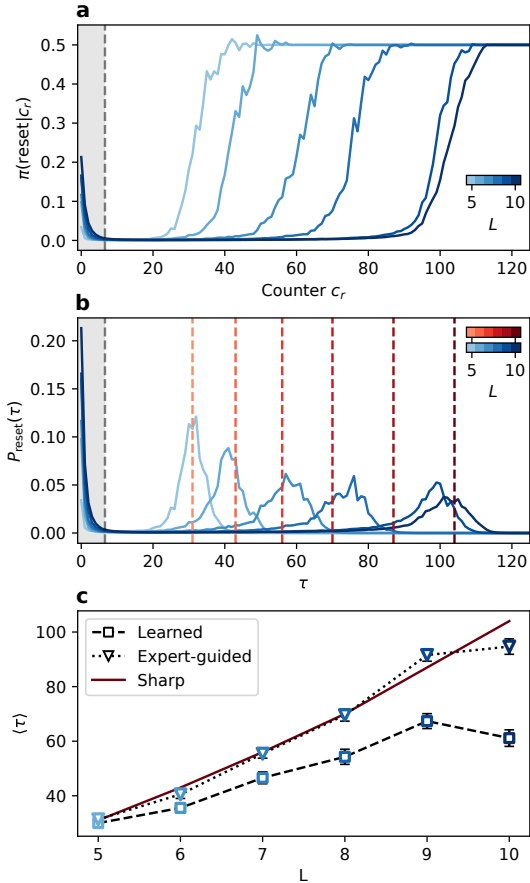 a
0.5
0.4
0.3
0.2
0.1
0.0
π(reset|c_r)
5 10
L
0 20 40 60 80 100 120
Counter c_r
b
0.20
0.15
0.10
0.05
0.00
P_reset(τ)
5 10
L
0 20 40 60 80 100 120
τ
c
100
80
60
40
⟨τ⟩
Learned
Expert-guided
Sharp
5 6 7 8 9 10
L